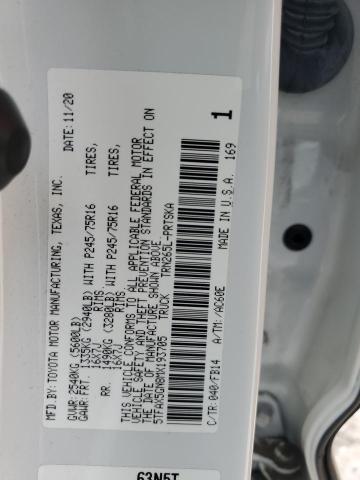 MFD.BY: TOYOTA MOTOR MANUFACTURING, TEXAS, INC.
DATE: 11/20
GVWR: 2540KG (5600LB)
GAWR: FRT. 1335KG (2940LB) WITH P245/75R16 TIRES,
16X7J RIMS
RR. 1490KG (3280LB) WITH P245/75R16 TIRES,
16X7J RIMS
THIS VEHICLE CONFORMS TO ALL APPLICABLE FEDERAL MOTOR
VEHICLE SAFETY AND THEFT PREVENTION STANDARDS IN EFFECT ON
THE DATE OF MANUFACTURE SHOWN ABOVE.
5TFAX5GN8MX193705 TRUCK
TRN265L-PRTSKA
C/TR: 040/FB14
A/TM: /AC60E
MADE IN U.S.A. 169
1
63N5T